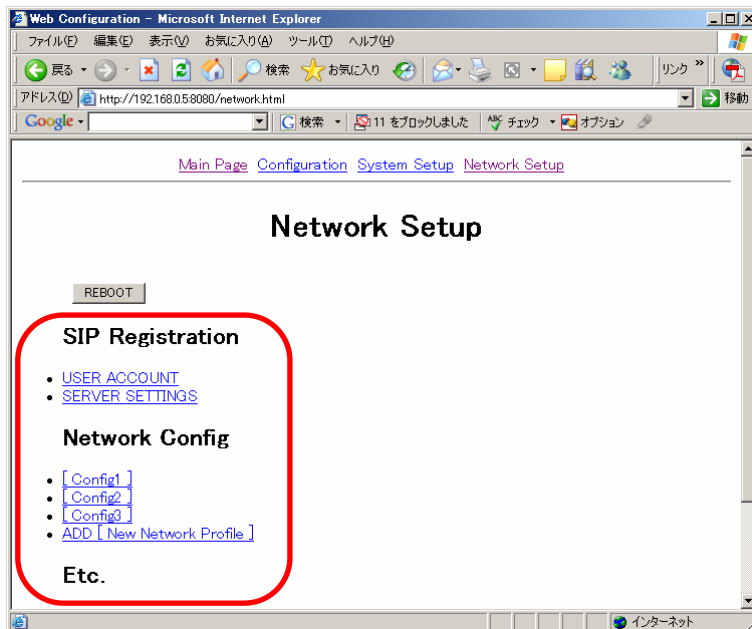 Web Configuration - Microsoft Internet Explorer
ファイル(F) 編集(E) 表示(V) お気に入り(A) ツール(T) ヘルプ(H)
戻る 検索 お気に入り リンク »
アドレス(D) http://192.168.0.5:8080/network.html 移動
Google 検索 11 をブロックしました ABC チェック オプション
Main Page Configuration System Setup Network Setup
Network Setup
REBOOT
SIP Registration
• USER ACCOUNT
• SERVER SETTINGS
Network Config
• [ Config1 ]
• [ Config2 ]
• [ Config3 ]
• ADD [ New Network Profile ]
Etc.
インターネット